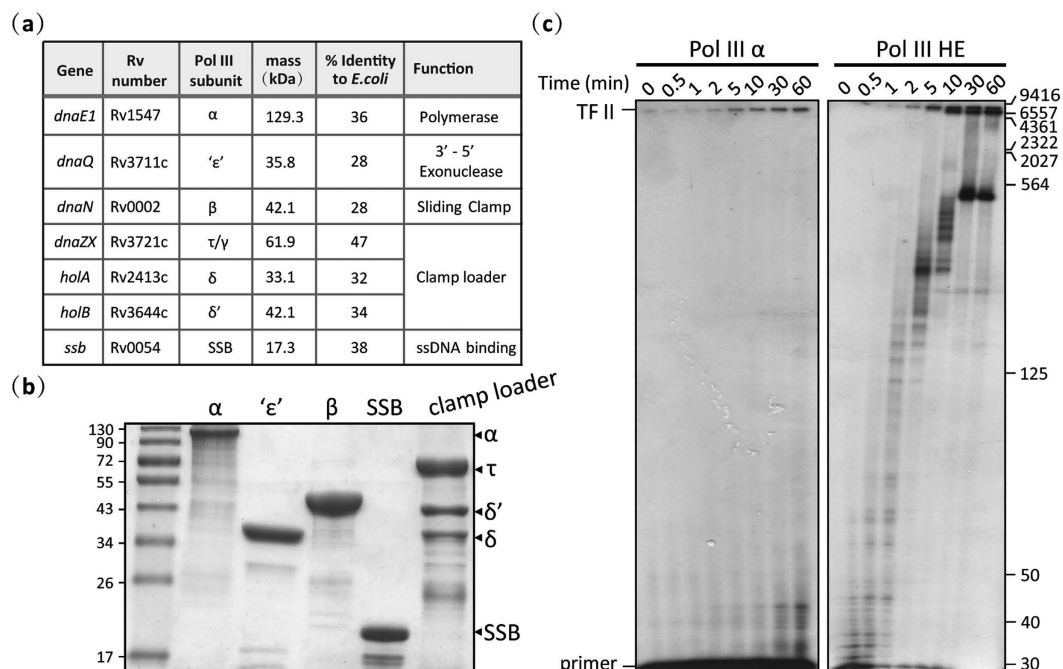 (a)
Gene Rv number Pol III subunit mass (kDa) % Identity to E.coli Function
dnaE1 Rv1547 α 129.3 36 Polymerase
dnaQ Rv3711c ‘ε’ 35.8 28 3’ - 5’ Exonuclease
dnaN Rv0002 β 42.1 28 Sliding Clamp
dnaZX Rv3721c τ/γ 61.9 47
holA Rv2413c δ 33.1 32 Clamp loader
holB Rv3644c δ’ 42.1 34
ssb Rv0054 SSB 17.3 38 ssDNA binding
(b)
α ‘ε’ β SSB clamp loader
130
90
72
55
43
34
26
17
α
τ
δ’
δ
SSB
(c)
Pol III α Pol III HE
Time (min) 0 0.5 1 2 5 10 30 60 0 0.5 1 2 5 10 30 60
TF II
primer
9416
6557
4361
2322
2027
564
125
50
40
30